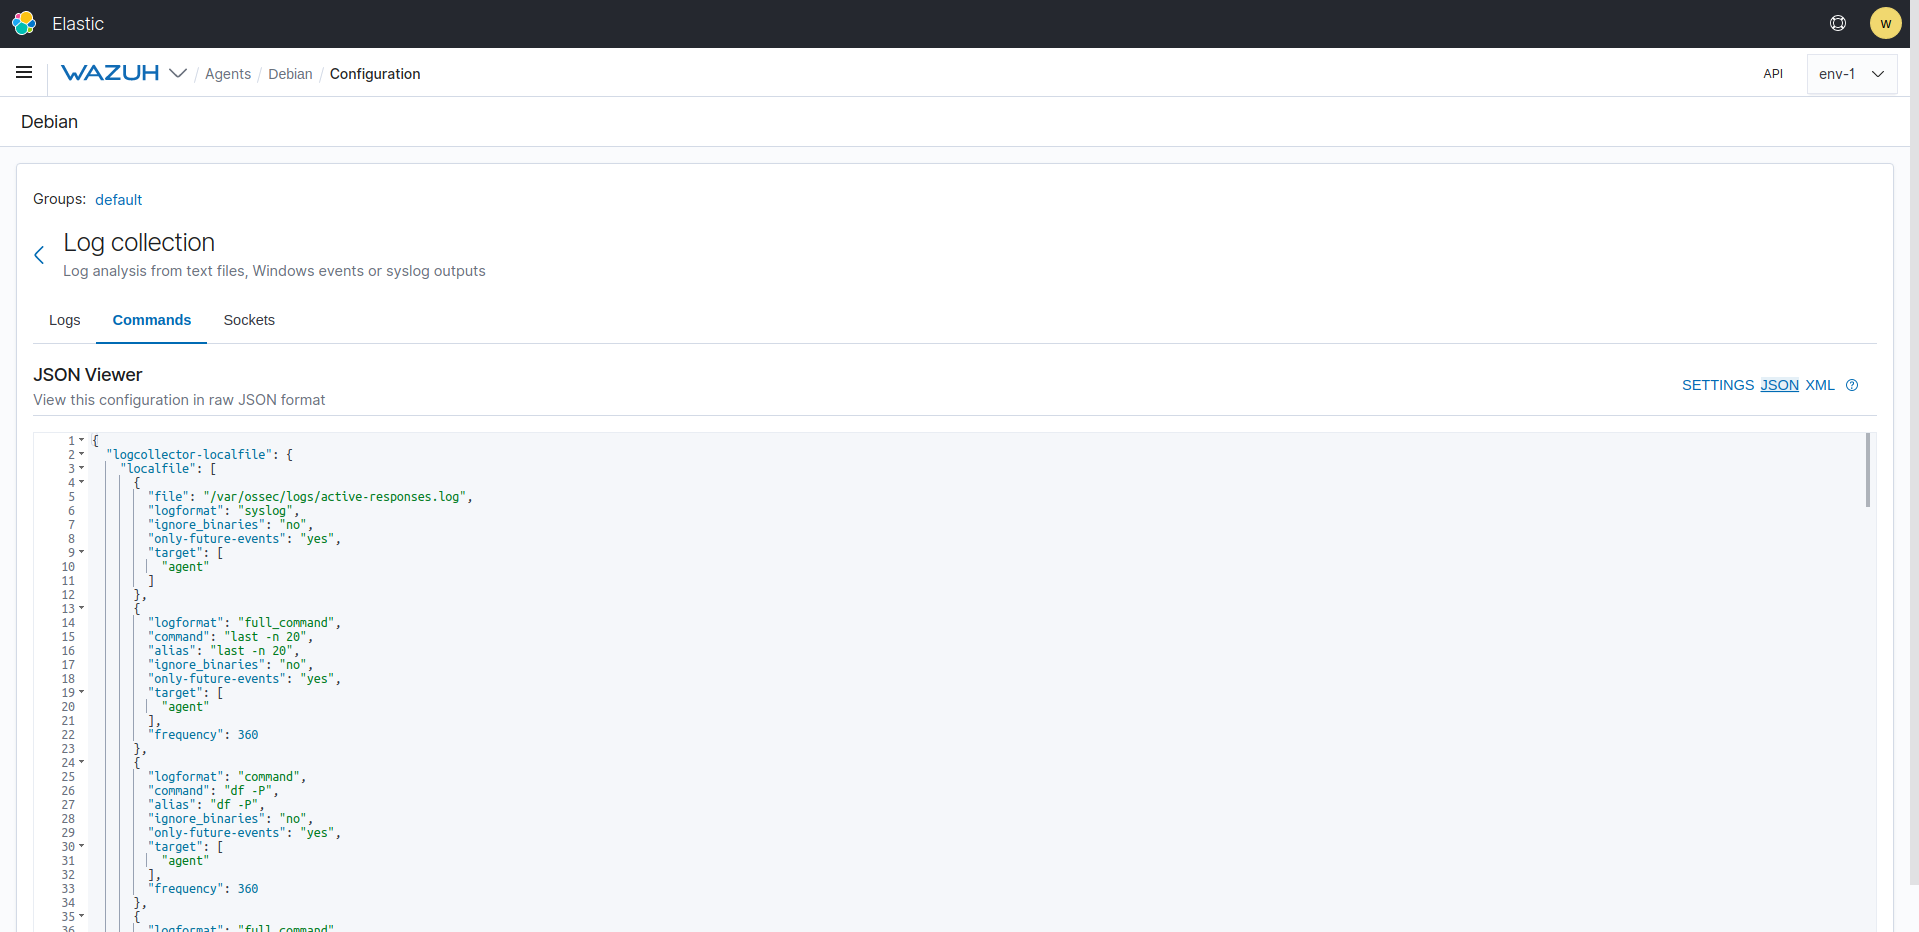 Elastic
W
WAZUH / Agents / Debian / Configuration
API
env-1
Debian
Groups: default
Log collection
Log analysis from text files, Windows events or syslog outputs
Logs Commands Sockets
JSON Viewer
View this configuration in raw JSON format
SETTINGS JSON XML
1 {
2 "logcollector-localfile": {
3 "localfile": [
4 {
5 "file": "/var/ossec/logs/active-responses.log",
6 "logformat": "syslog",
7 "ignore_binaries": "no",
8 "only-future-events": "yes",
9 "target": [
10 "agent"
11 ]
12 },
13 {
14 "logformat": "full_command",
15 "command": "last -n 20",
16 "alias": "last -n 20",
17 "ignore_binaries": "no",
18 "only-future-events": "yes",
19 "target": [
20 "agent"
21 ],
22 "frequency": 360
23 },
24 {
25 "logformat": "command",
26 "command": "df -P",
27 "alias": "df -P",
28 "ignore_binaries": "no",
29 "only-future-events": "yes",
30 "target": [
31 "agent"
32 ],
33 "frequency": 360
34 },
35 {
36 "logformat": "full_command",